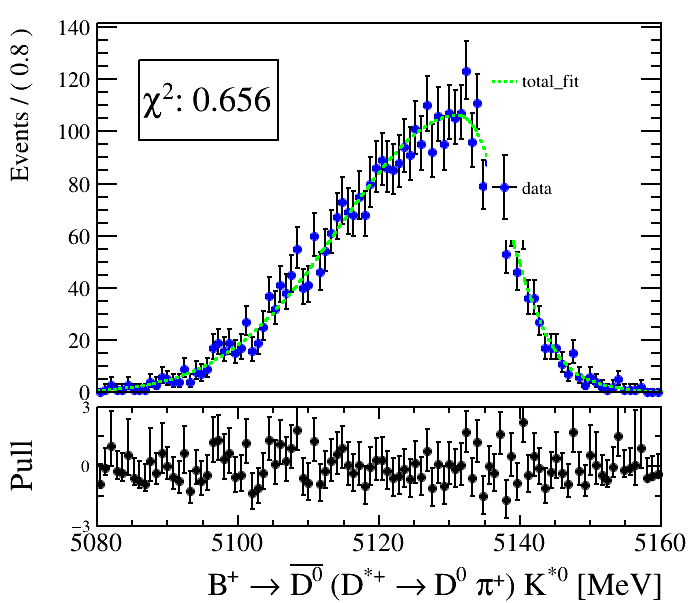 Events / ( 0.8 )
140
120
100
80
60
40
20
0
χ²: 0.656
total_fit
data
Pull
3
0
−3
5080 5100 5120 5140 5160
B⁺ → D̅⁰ (D*⁺ → D⁰ π⁺) K*⁰ [MeV]